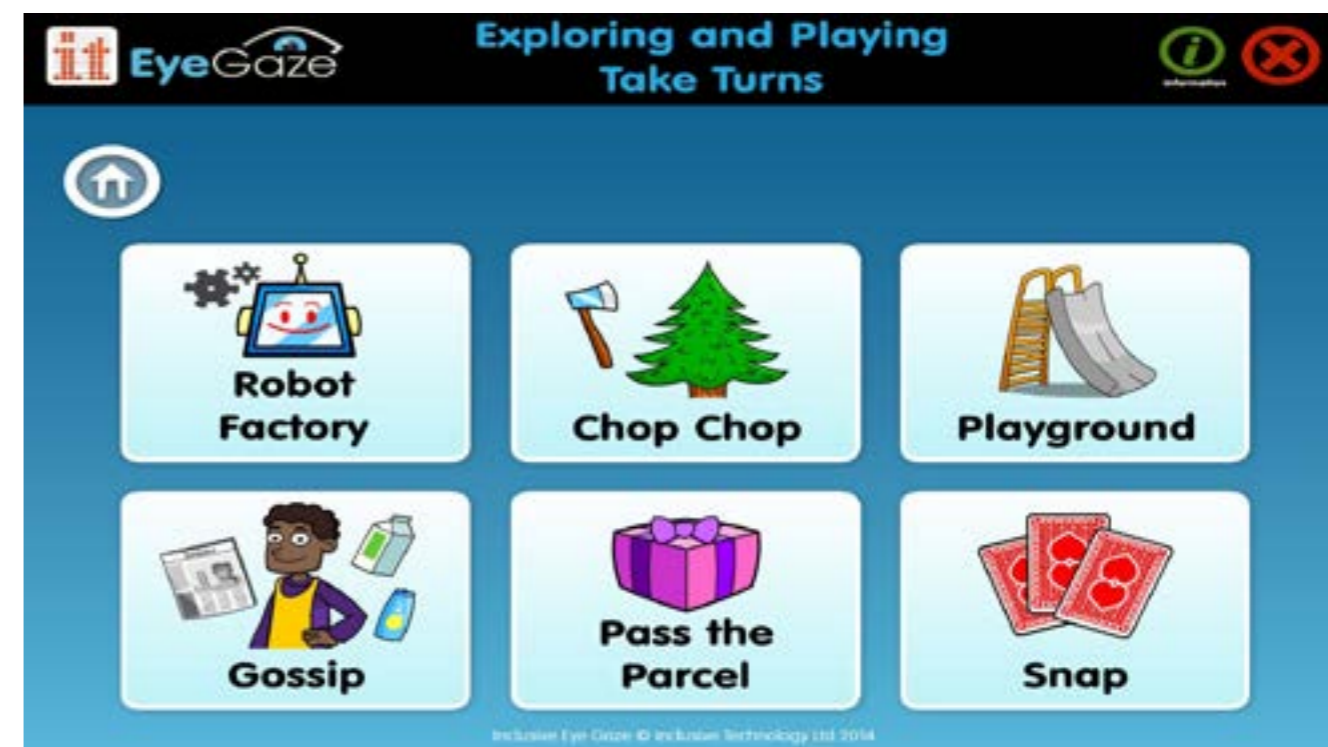 it EyeGaze
Exploring and Playing
Take Turns
Information
Robot
Factory
Chop Chop
Playground
Gossip
Pass the
Parcel
Snap
Inclusive Eye Gaze © Inclusive Technology Ltd 2014